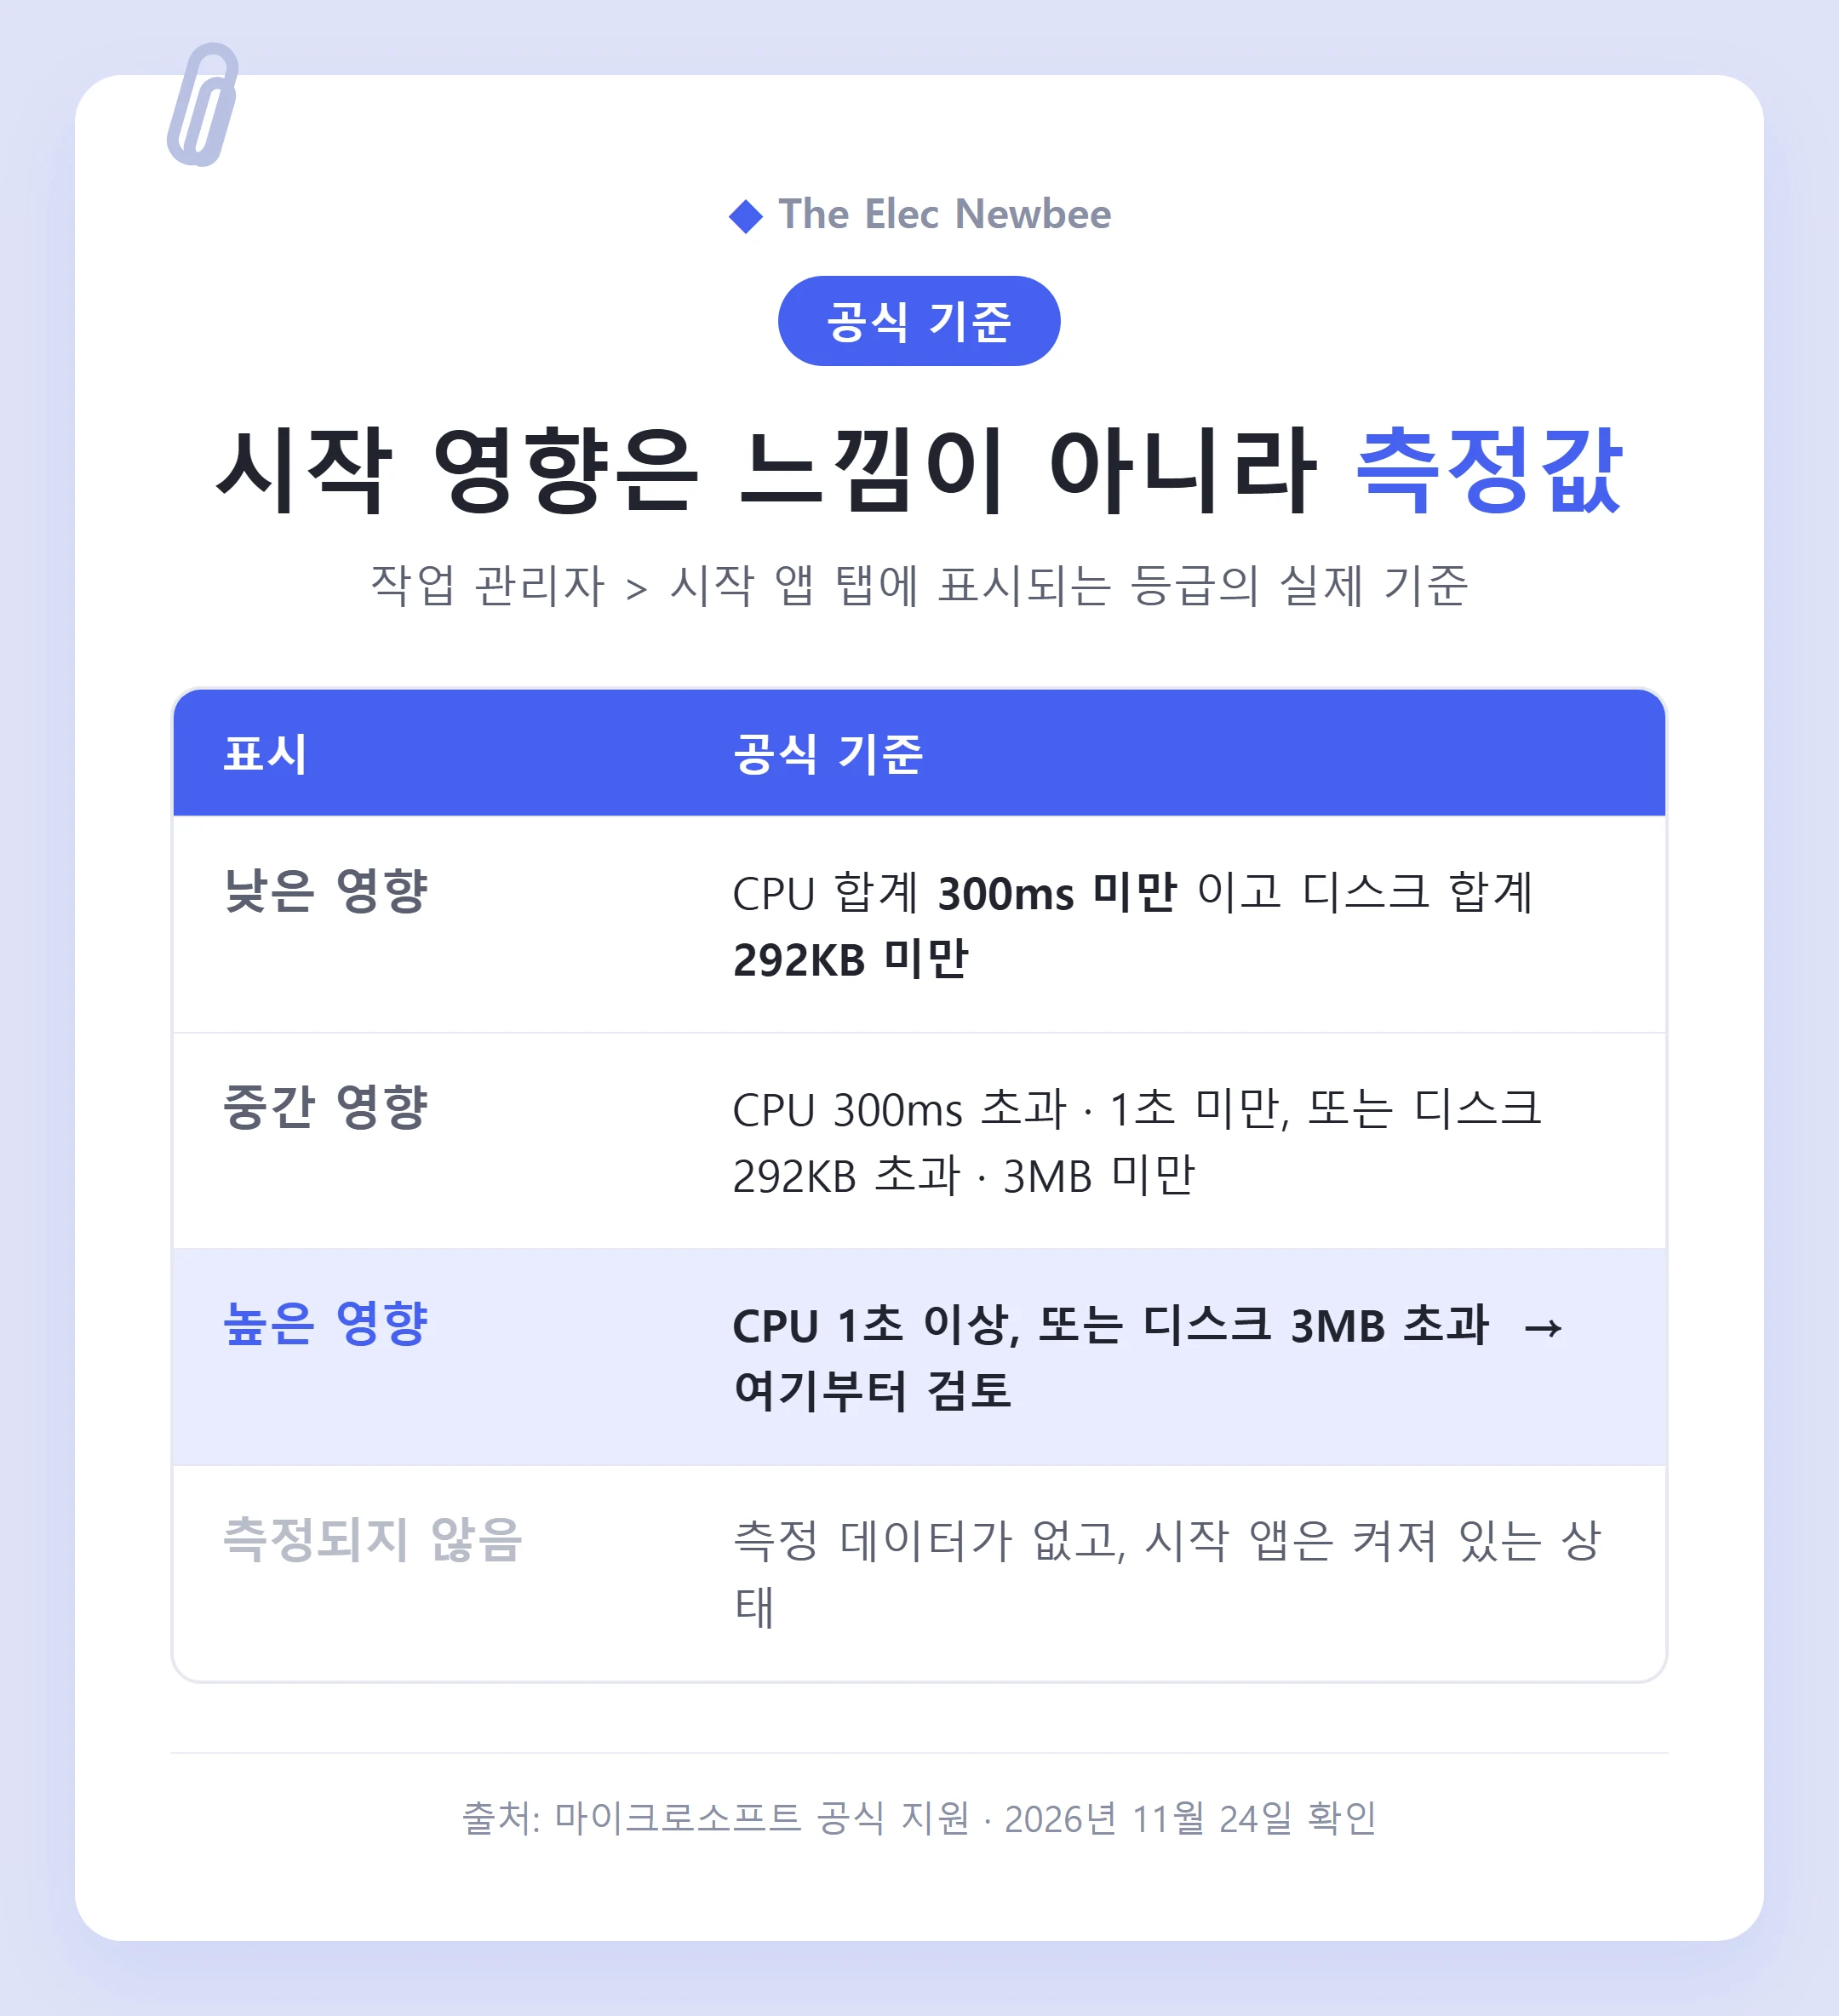 The Elec Newbee
공식 기준
시작 영향은 느낌이 아니라 측정값
작업 관리자 > 시작 앱 탭에 표시되는 등급의 실제 기준
표시 공식 기준
낮은 영향 CPU 합계 300ms 미만 이고 디스크 합계
292KB 미만
중간 영향 CPU 300ms 초과 · 1초 미만, 또는 디스크
292KB 초과 · 3MB 미만
높은 영향 CPU 1초 이상, 또는 디스크 3MB 초과 →
여기부터 검토
측정되지 않음 측정 데이터가 없고, 시작 앱은 켜져 있는 상
태
출처: 마이크로소프트 공식 지원 · 2026년 11월 24일 확인